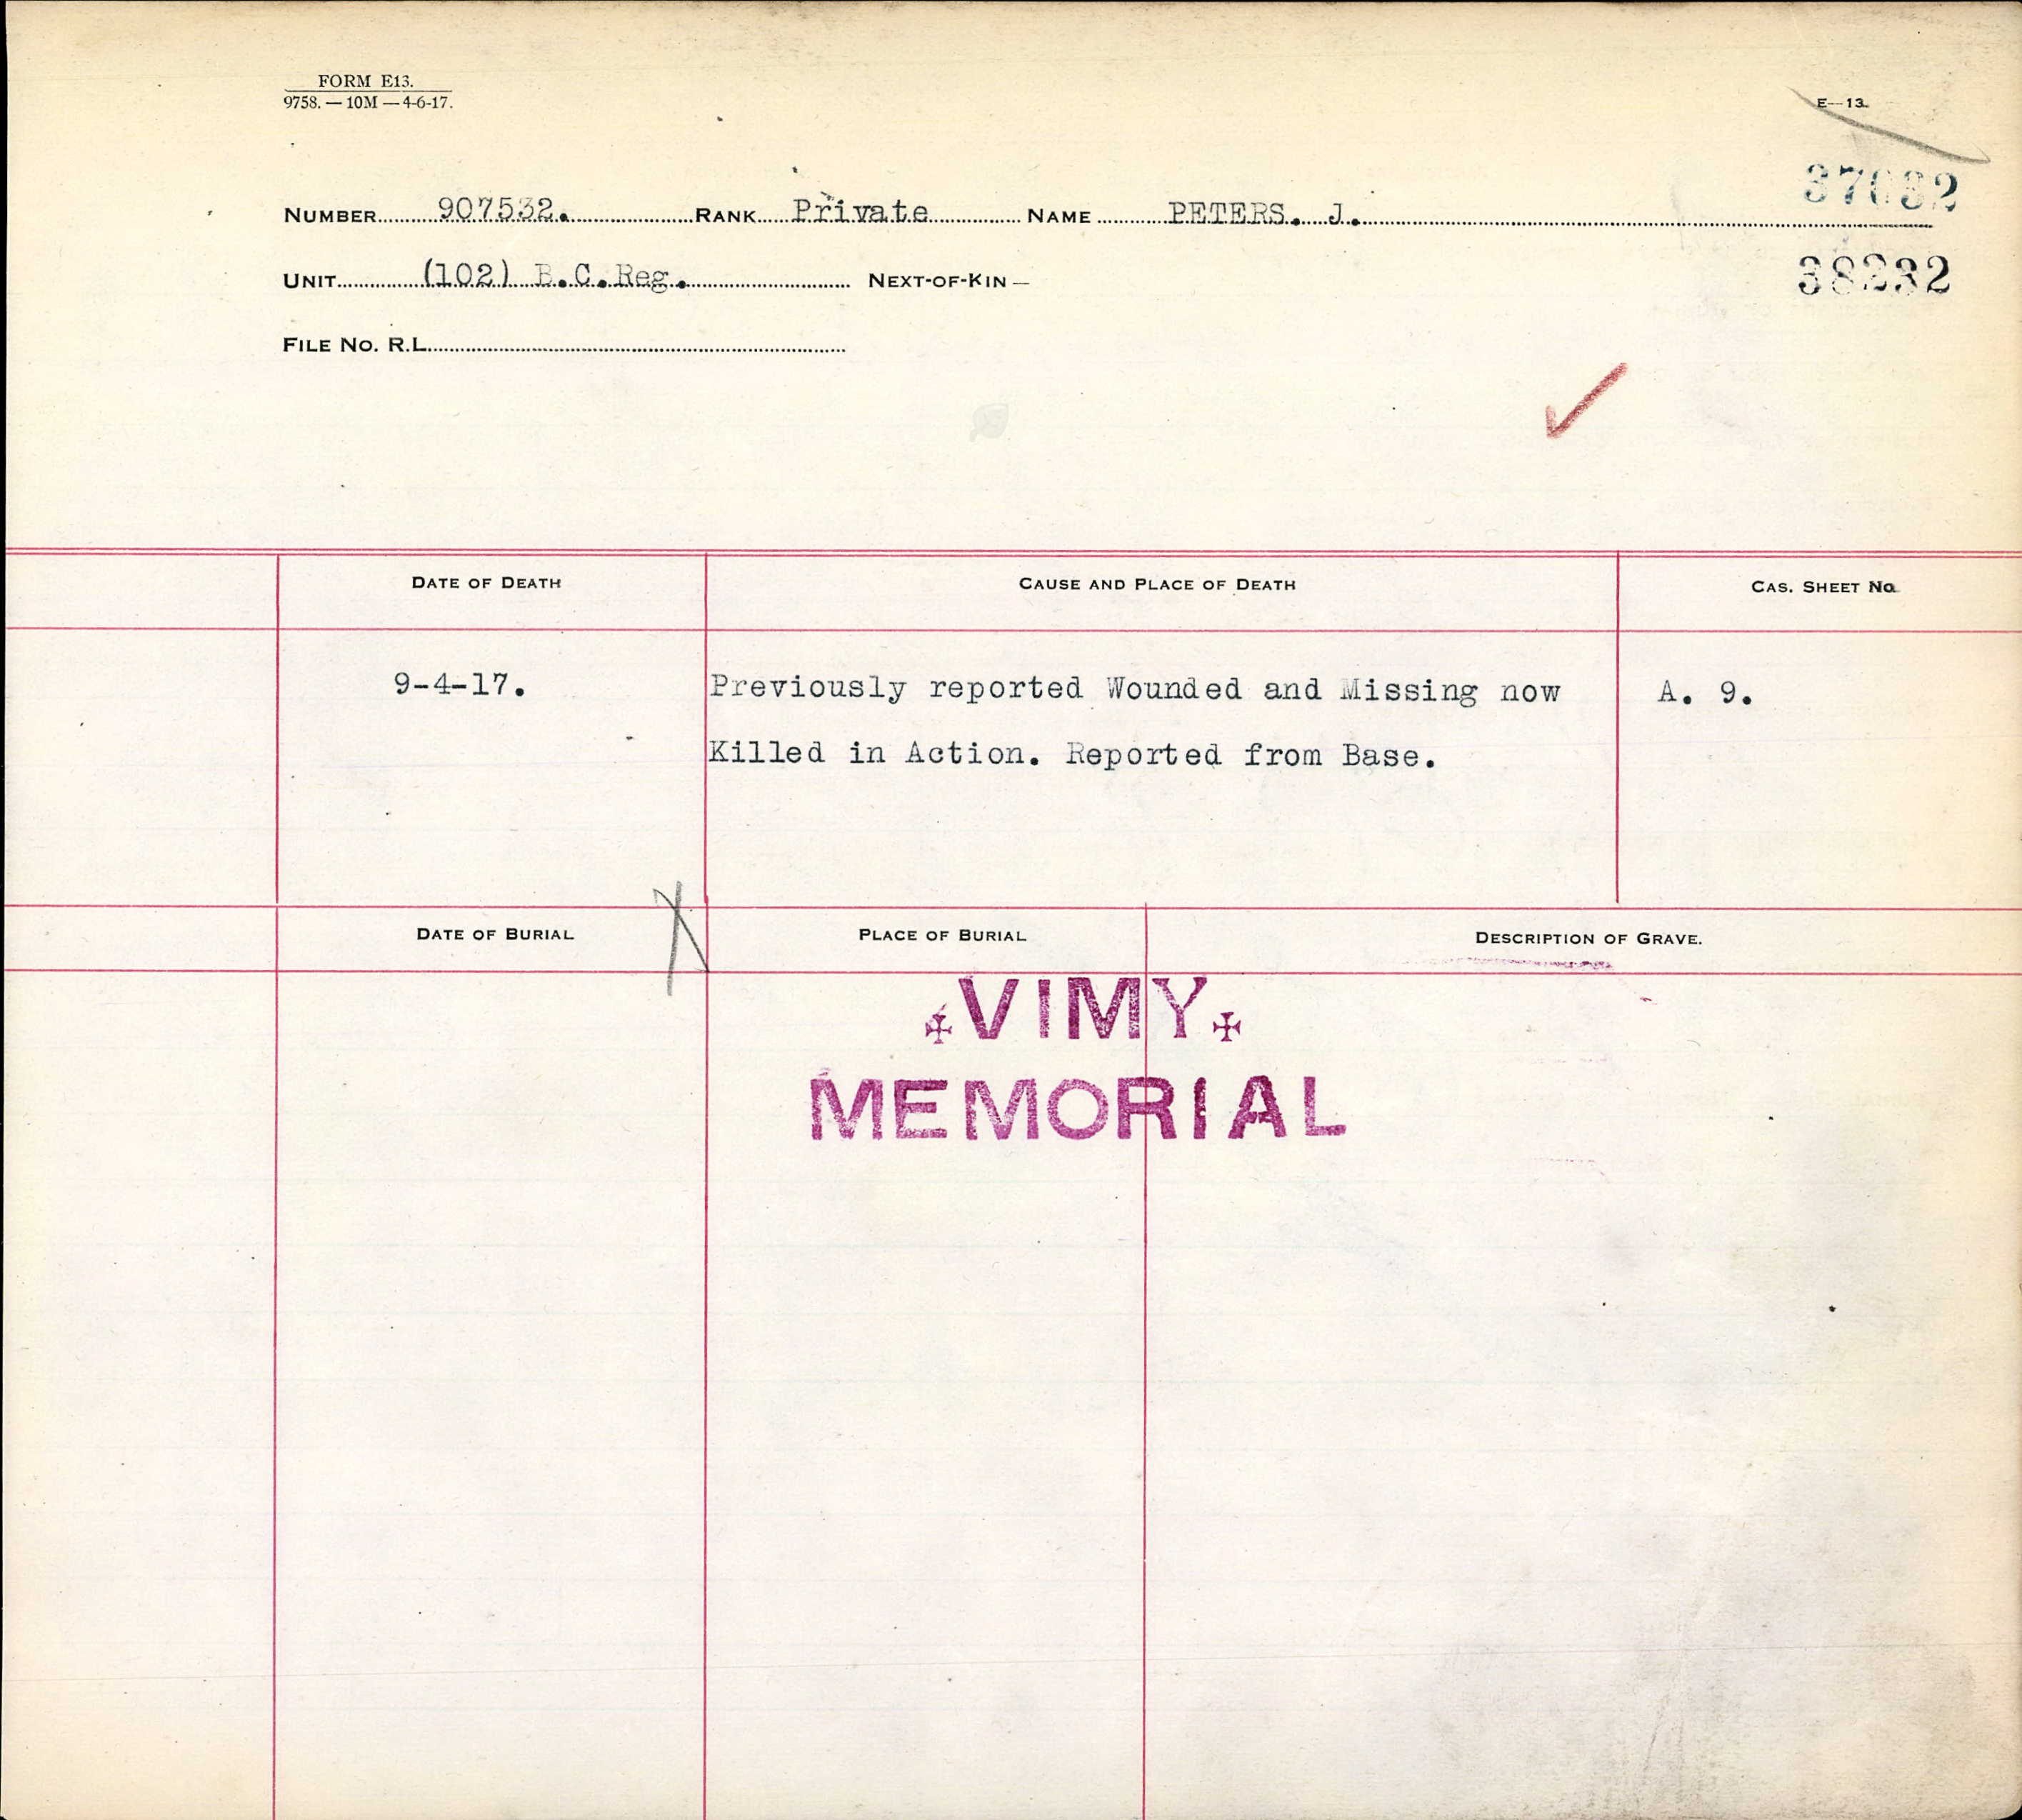 FORM E13.
9758. — 10M — 4-6-17.
E—13.
37032
NUMBER 907532. RANK Private NAME PETERS. J.
38232
UNIT (102) B.C.Reg. NEXT-OF-KIN —
FILE No. R.L.
DATE OF DEATH CAUSE AND PLACE OF DEATH CAS. SHEET No.
9-4-17. Previously reported Wounded and Missing now A. 9.
Killed in Action. Reported from Base.
DATE OF BURIAL PLACE OF BURIAL DESCRIPTION OF GRAVE.
VIMY
MEMORIAL